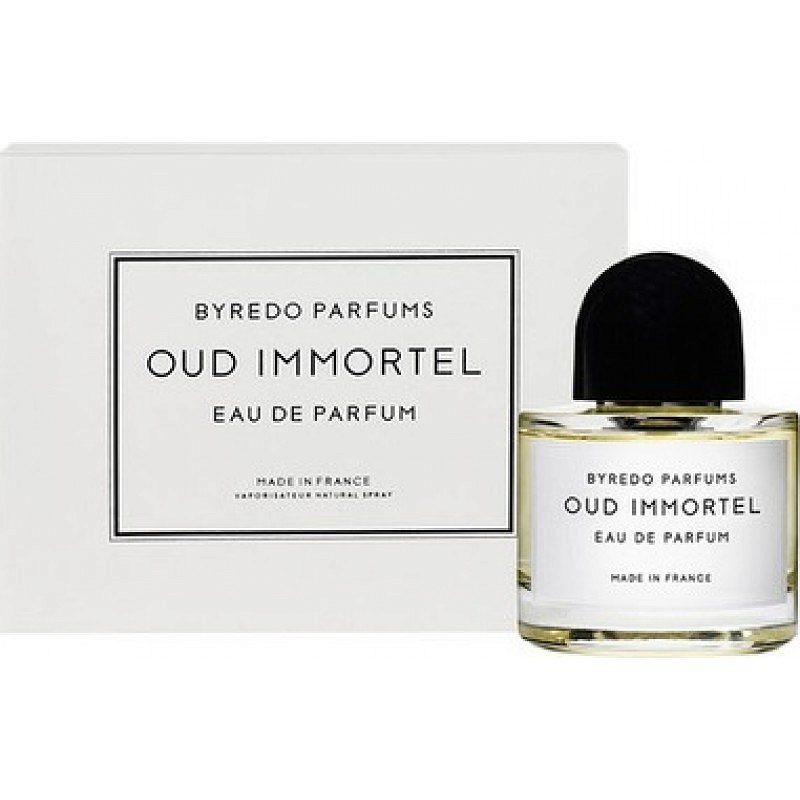 BYREDO PARFUMS
OUD IMMORTEL
EAU DE PARFUM
MADE IN FRANCE
VAPORISATEUR NATURAL SPRAY
BYREDO PARFUMS
OUD IMMORTEL
EAU DE PARFUM
MADE IN FRANCE